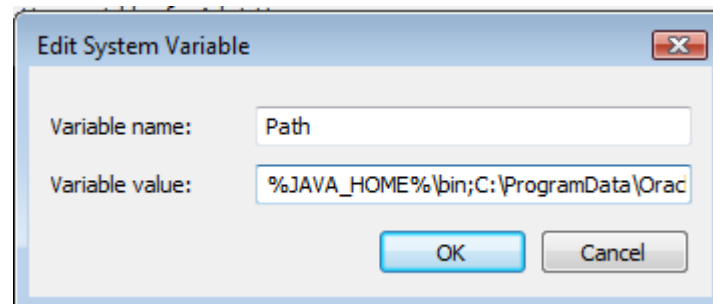 Edit System Variable
Variable name: Path
Variable value: %JAVA_HOME%\bin;C:\ProgramData\Orac
OK Cancel